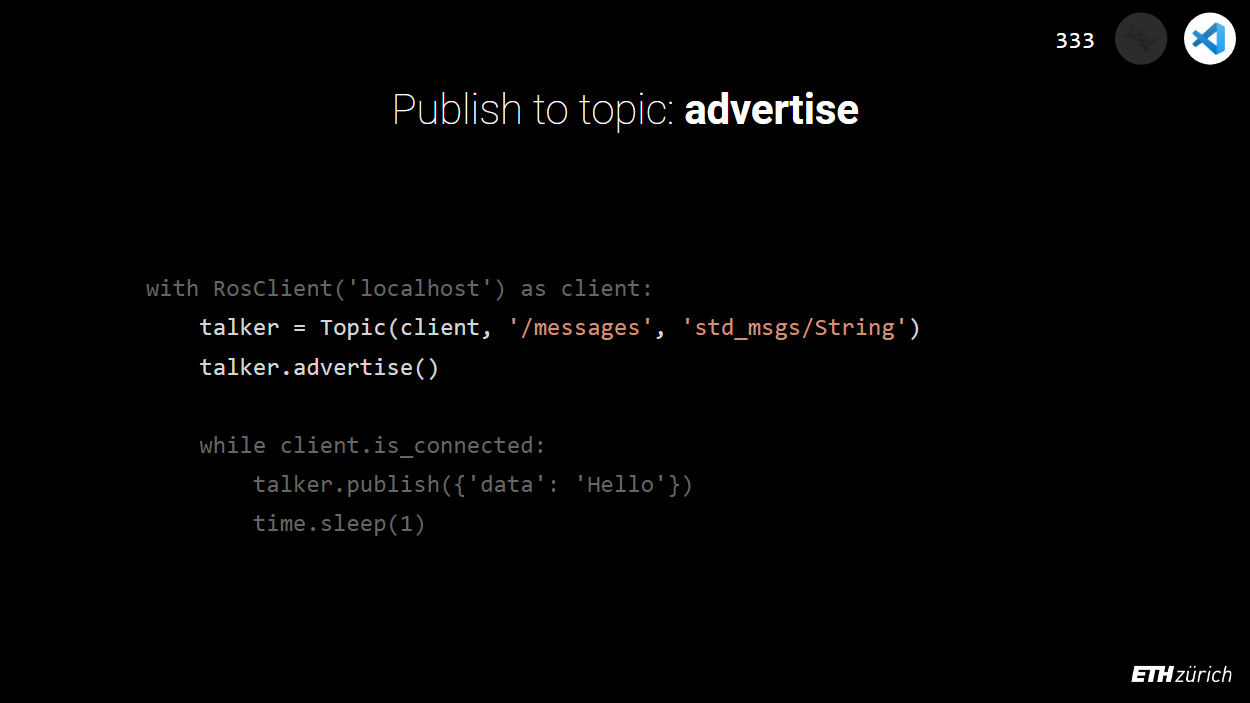 333
Publish to topic: advertise
with RosClient('localhost') as client:
    talker = Topic(client, '/messages', 'std_msgs/String')
    talker.advertise()
    while client.is_connected:
        talker.publish({'data': 'Hello'})
        time.sleep(1)
ETH zürich